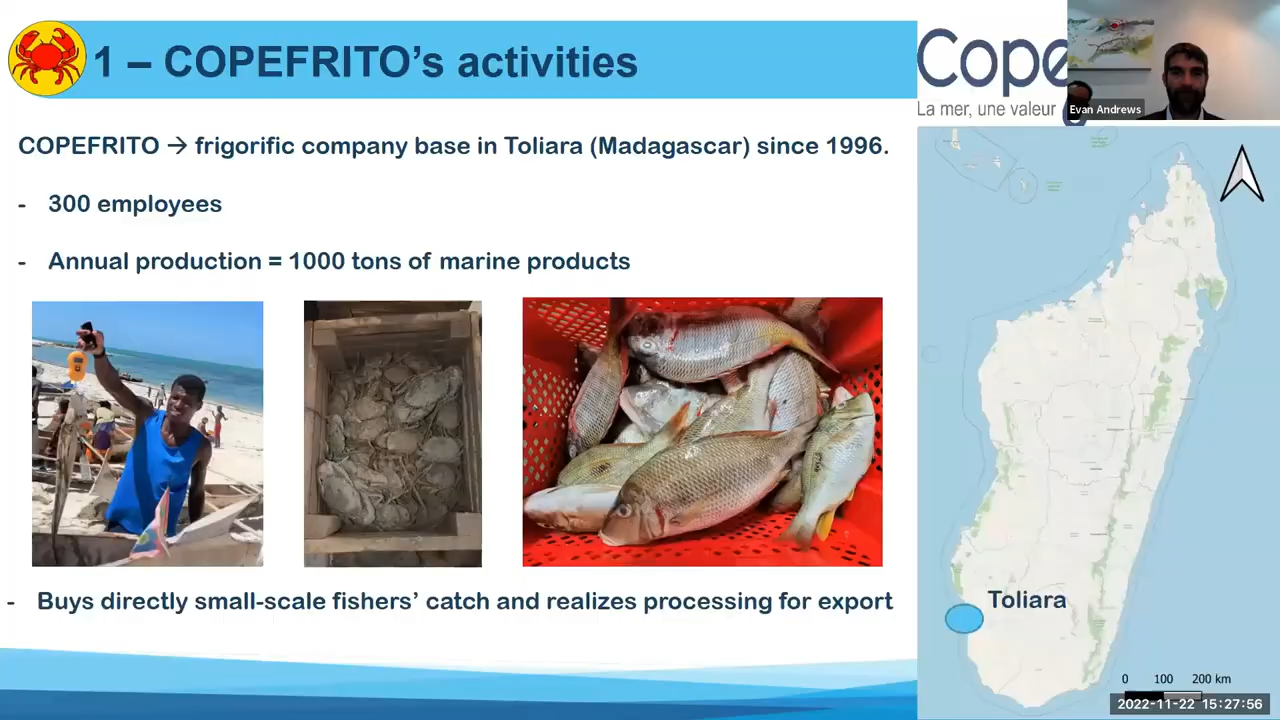 1 – COPEFRITO's activities
Cope
La mer, une valeur
Evan Andrews
COPEFRITO → frigorific company base in Toliara (Madagascar) since 1996.
- 300 employees
- Annual production = 1000 tons of marine products
- Buys directly small-scale fishers' catch and realizes processing for export
Toliara
0 100 200 km
2022-11-22 15:27:56